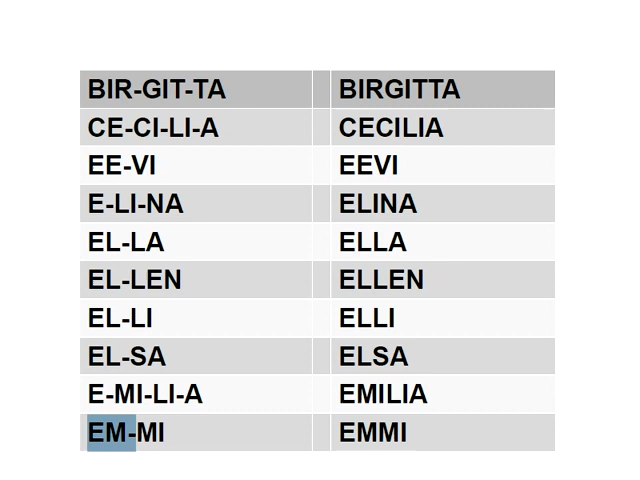 BIR-GIT-TA BIRGITTA
CE-CI-LI-A CECILIA
EE-VI EEVI
E-LI-NA ELINA
EL-LA ELLA
EL-LEN ELLEN
EL-LI ELLI
EL-SA ELSA
E-MI-LI-A EMILIA
EM-MI EMMI